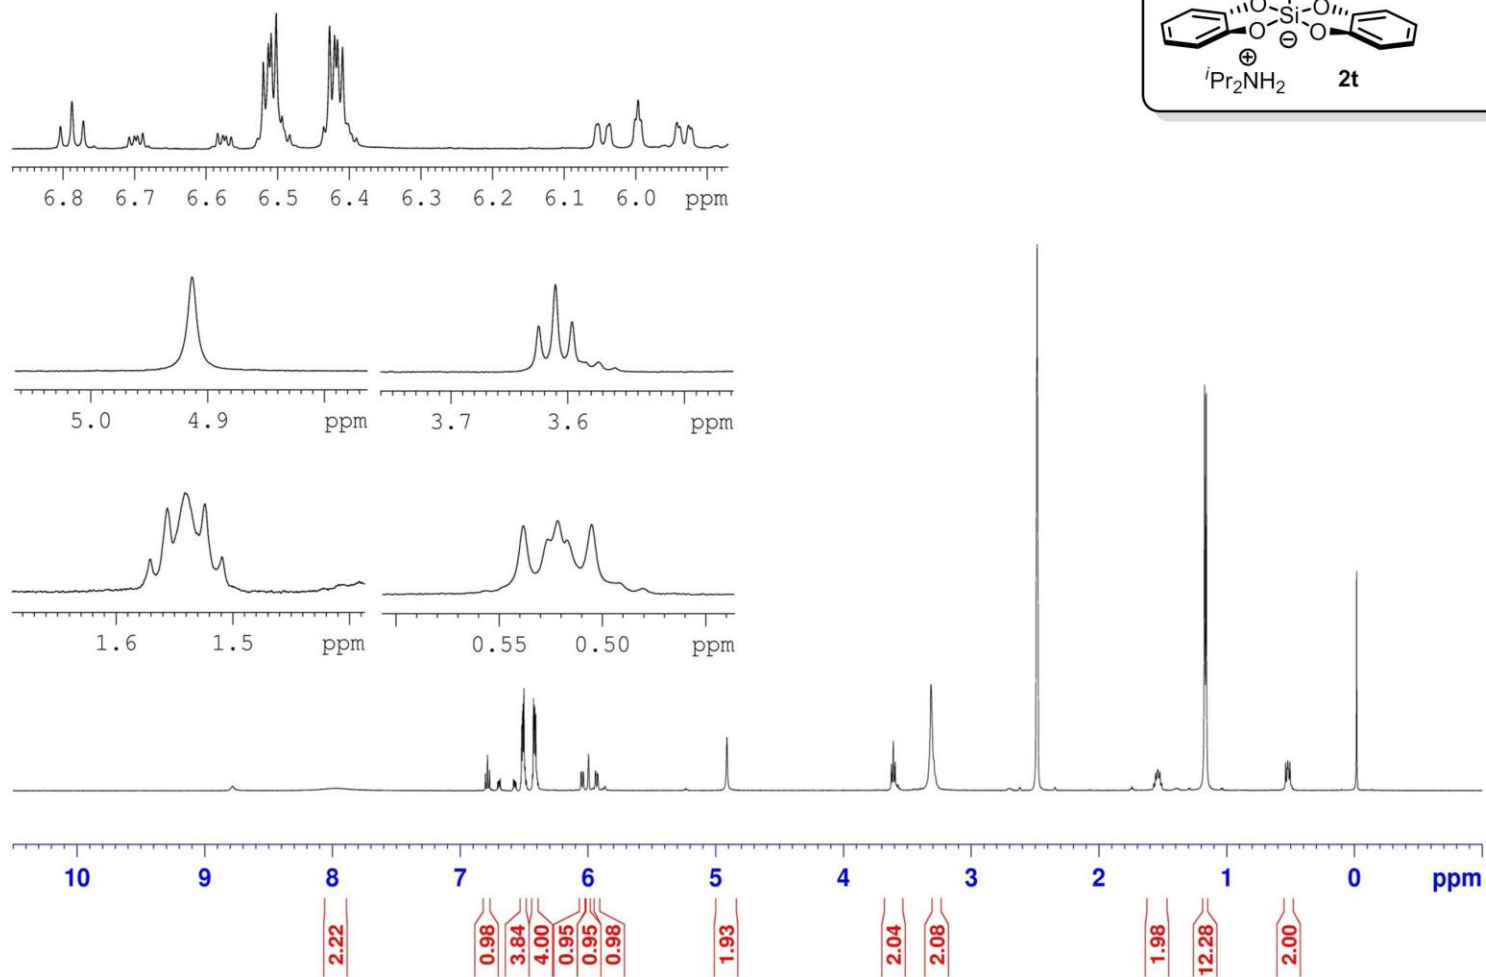 O Si O
O ⊖ O
⊕
iPr2NH2 2t
6.8 6.7 6.6 6.5 6.4 6.3 6.2 6.1 6.0 ppm
5.0 4.9 ppm
3.7 3.6 ppm
1.6 1.5 ppm
0.55 0.50 ppm
10 9 8 7 6 5 4 3 2 1 0 ppm
2.22 0.98 3.84 4.00 0.95 0.95 0.98 1.93 2.04 2.08 1.98 12.28 2.00